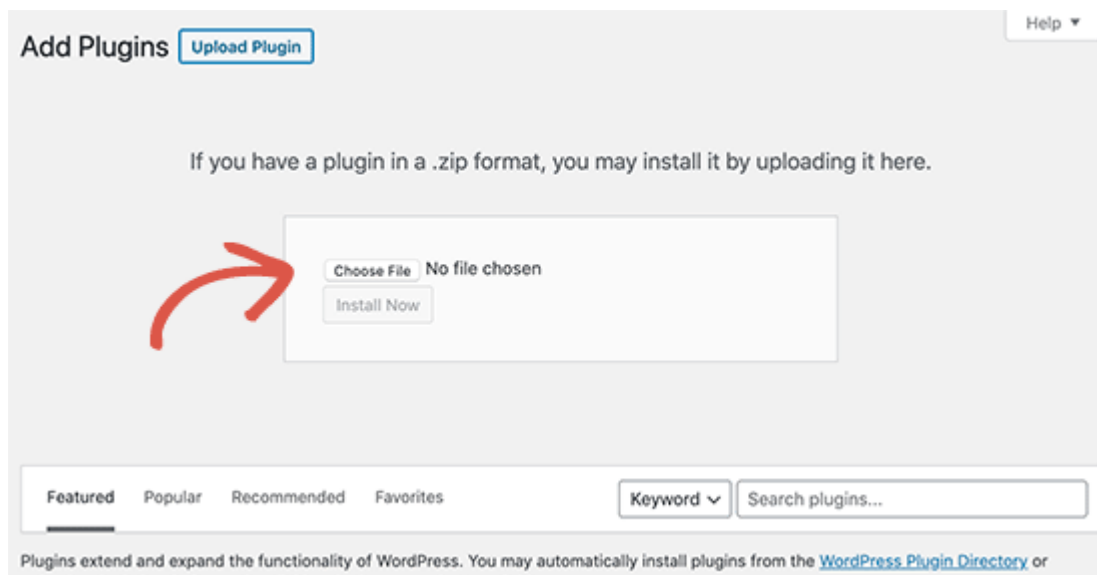 Help
Add Plugins Upload Plugin
If you have a plugin in a .zip format, you may install it by uploading it here.
Choose File No file chosen
Install Now
Featured Popular Recommended Favorites Keyword Search plugins...
Plugins extend and expand the functionality of WordPress. You may automatically install plugins from the WordPress Plugin Directory or